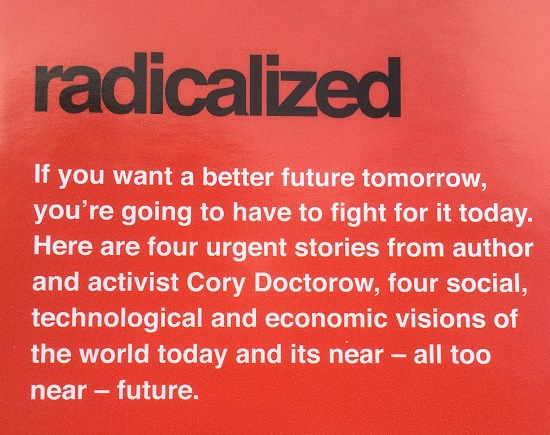 radicalized
If you want a better future tomorrow,
you're going to have to fight for it today.
Here are four urgent stories from author
and activist Cory Doctorow, four social,
technological and economic visions of
the world today and its near – all too
near – future.